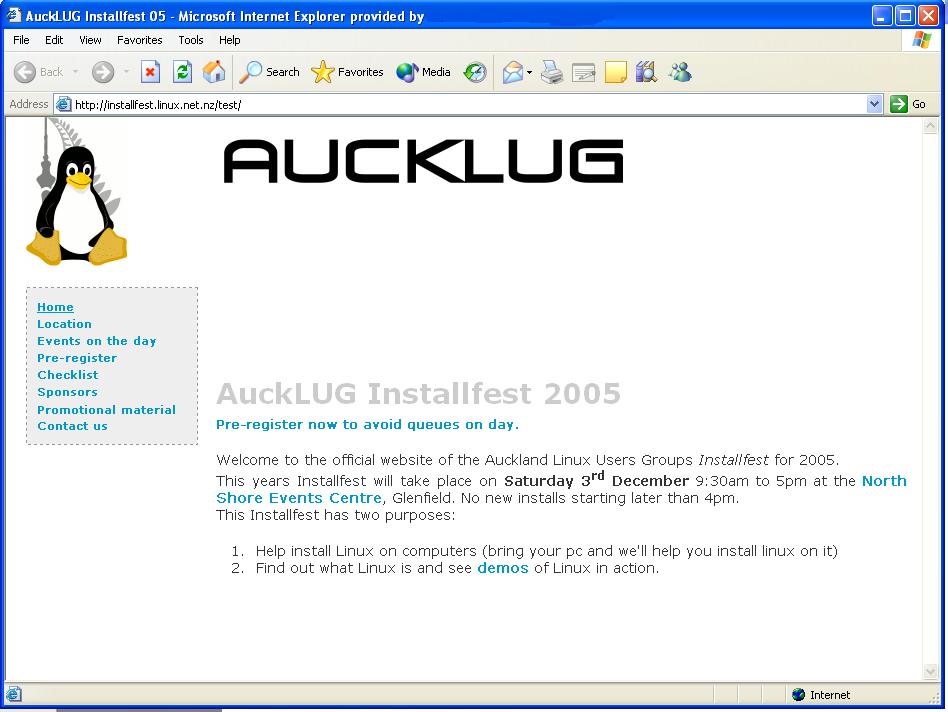 AuckLUG Installfest 05 - Microsoft Internet Explorer provided by
File Edit View Favorites Tools Help
Back Search Favorites Media
Address http://installfest.linux.net.nz/test/ Go
AUCKLUG
Home
Location
Events on the day
Pre-register
Checklist
Sponsors
Promotional material
Contact us
AuckLUG Installfest 2005
Pre-register now to avoid queues on day.
Welcome to the official website of the Auckland Linux Users Groups Installfest for 2005.
This years Installfest will take place on Saturday 3rd December 9:30am to 5pm at the North
Shore Events Centre, Glenfield. No new installs starting later than 4pm.
This Installfest has two purposes:
1. Help install Linux on computers (bring your pc and we'll help you install linux on it)
2. Find out what Linux is and see demos of Linux in action.
Internet